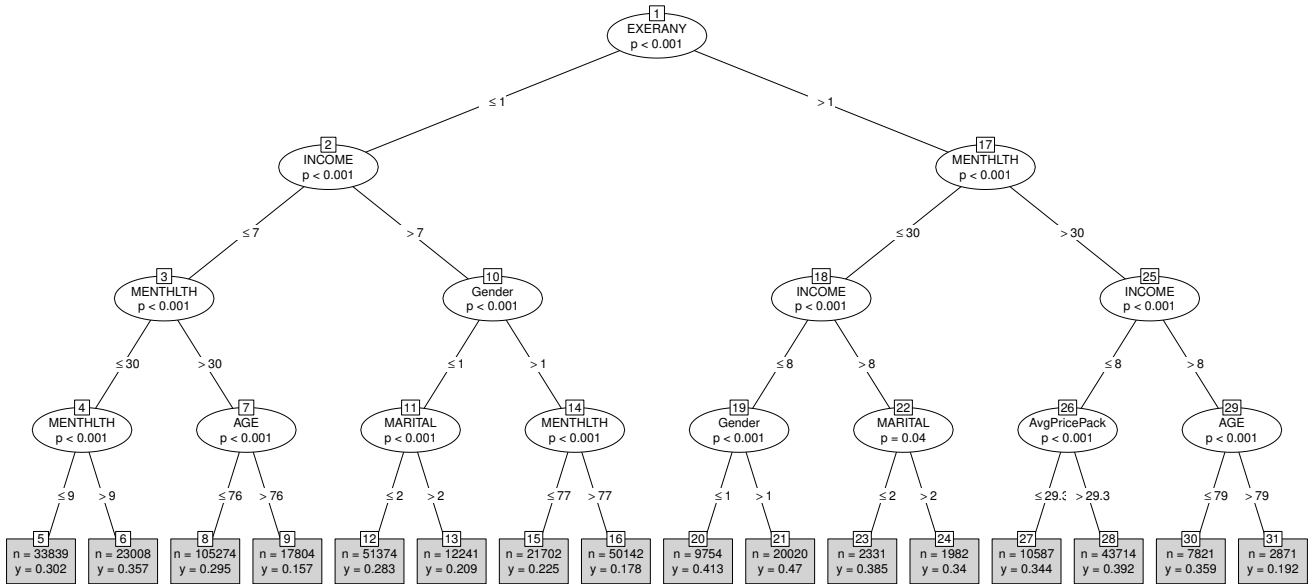 1
EXERANY
p < 0.001
≤ 1
> 1
2
INCOME
p < 0.001
17
MENTHLTH
p < 0.001
≤ 7
> 7
≤ 30
> 30
3
MENTHLTH
p < 0.001
10
Gender
p < 0.001
18
INCOME
p < 0.001
25
INCOME
p < 0.001
≤ 30
> 30
≤ 1
> 1
≤ 8
> 8
≤ 8
> 8
4
MENTHLTH
p < 0.001
7
AGE
p < 0.001
11
MARITAL
p < 0.001
14
MENTHLTH
p < 0.001
19
Gender
p < 0.001
22
MARITAL
p = 0.04
26
AvgPricePack
p < 0.001
29
AGE
p < 0.001
≤ 9
> 9
≤ 76
> 76
≤ 2
> 2
≤ 77
> 77
≤ 1
> 1
≤ 2
> 2
≤ 29.3
> 29.3
≤ 79
> 79
5
n = 33839
y = 0.302
6
n = 23008
y = 0.357
8
n = 105274
y = 0.295
9
n = 17804
y = 0.157
12
n = 51374
y = 0.283
13
n = 12241
y = 0.209
15
n = 21702
y = 0.225
16
n = 50142
y = 0.178
20
n = 9754
y = 0.413
21
n = 20020
y = 0.47
23
n = 2331
y = 0.385
24
n = 1982
y = 0.34
27
n = 10587
y = 0.344
28
n = 43714
y = 0.392
30
n = 7821
y = 0.359
31
n = 2871
y = 0.192